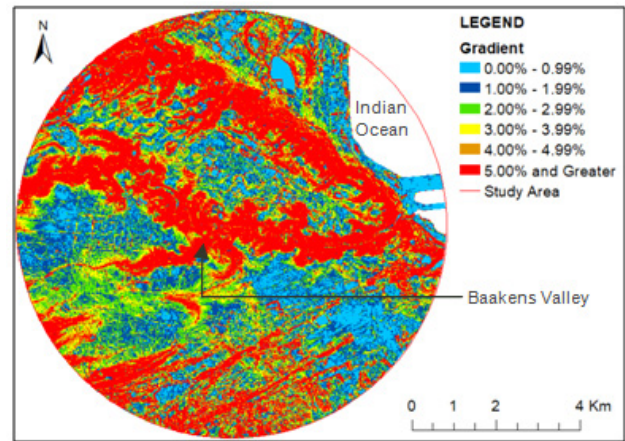 N
LEGEND
Gradient
0.00% - 0.99%
1.00% - 1.99%
2.00% - 2.99%
3.00% - 3.99%
4.00% - 4.99%
5.00% and Greater
Study Area
Indian
Ocean
Baakens Valley
0 1 2 4 Km